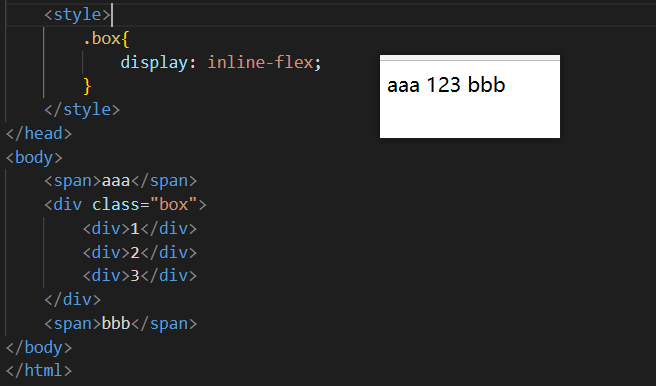 <style>
.box{
display: inline-flex;
}
</style>
</head>
<body>
<span>aaa</span>
<div class="box">
<div>1</div>
<div>2</div>
<div>3</div>
</div>
<span>bbb</span>
</body>
</html>
aaa 123 bbb